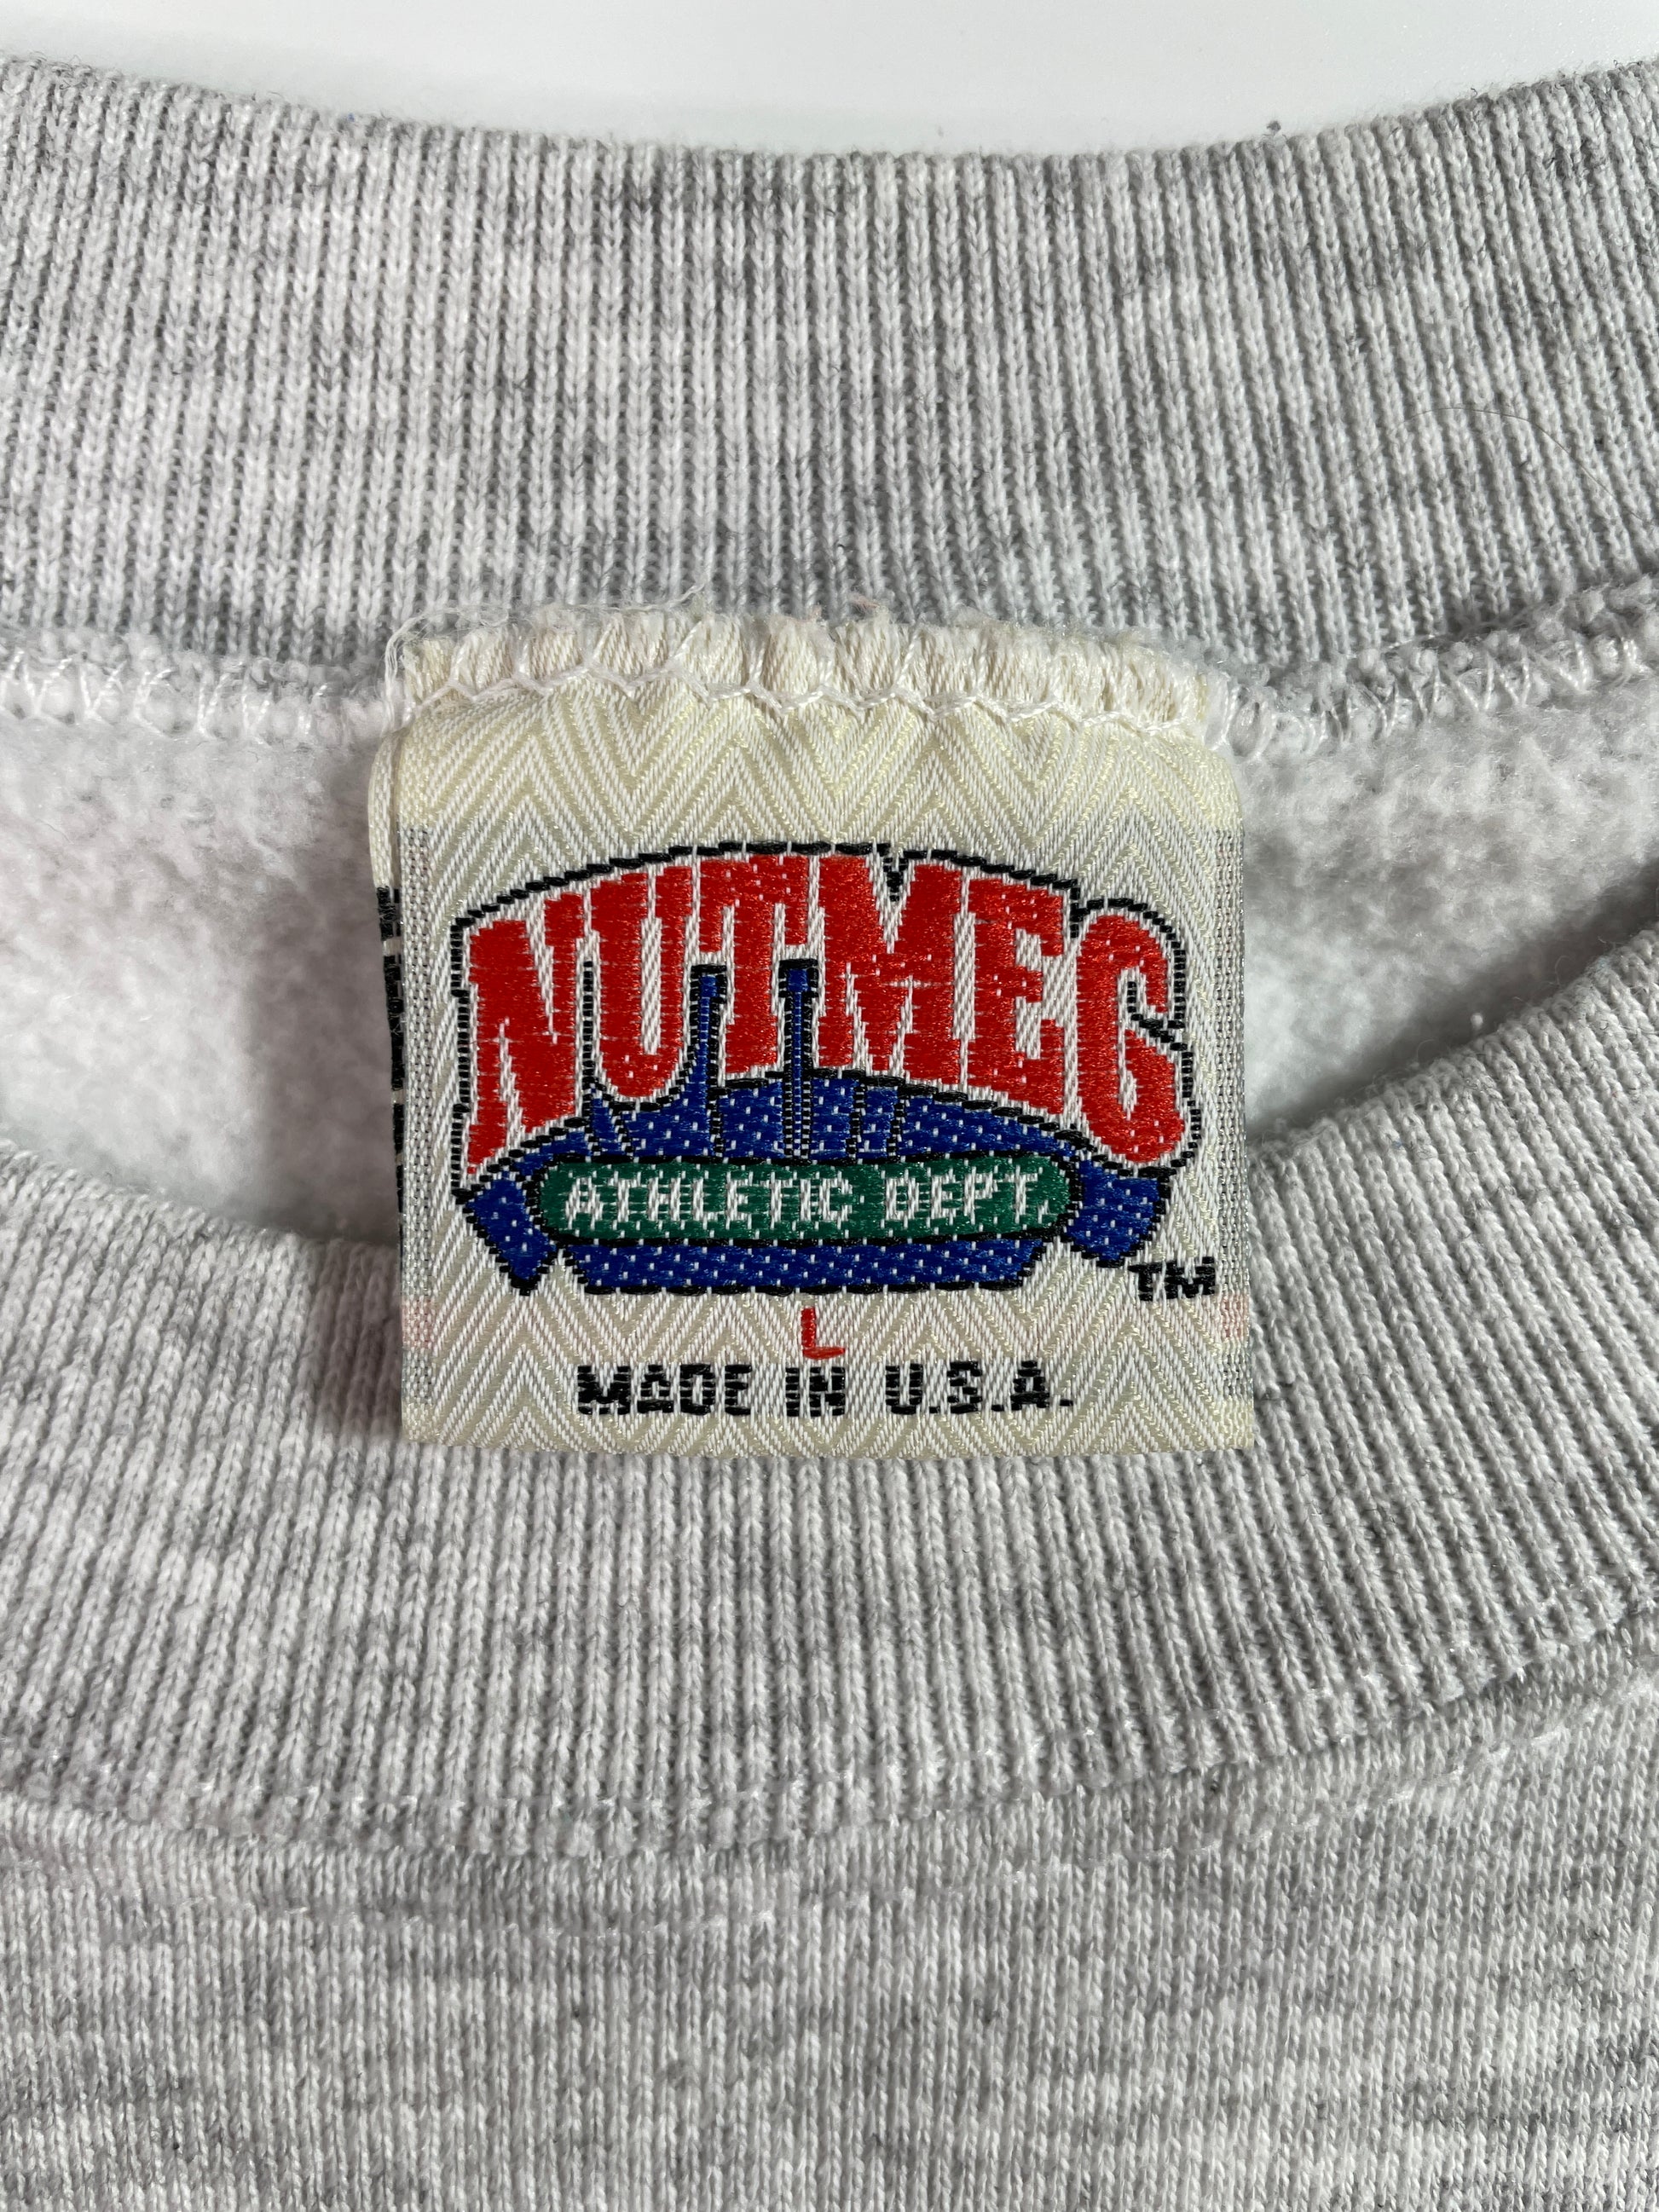 NUTMEG
ATHLETIC DEPT.
TM
L
MADE IN U.S.A.